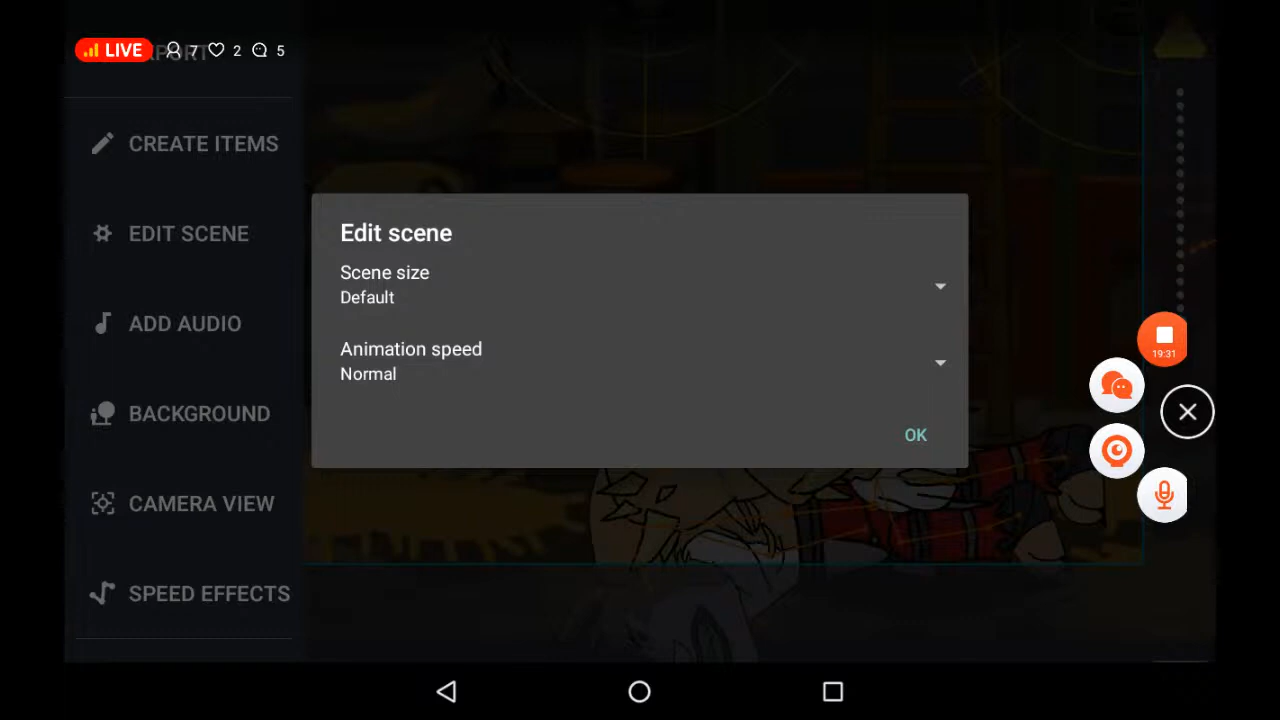 LIVE 7 2 5
PORT
CREATE ITEMS
EDIT SCENE
ADD AUDIO
BACKGROUND
CAMERA VIEW
SPEED EFFECTS
Edit scene
Scene size
Default
Animation speed
Normal
OK
19:31